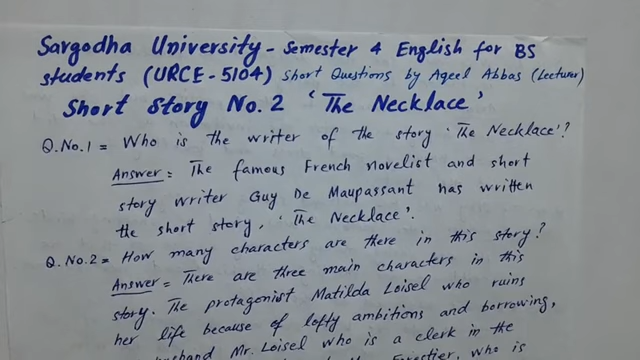 Sargodha University - Semester 4 English for BS
students (URCE-5104) Short Questions by Aqeel Abbas (Lecturer)
Short Story No. 2 'The Necklace'
Q.No.1 = Who is the writer of the story 'The Necklace'?
Answer = The famous French novelist and short
story writer Guy De Maupassant has written
the short story, 'The Necklace'.
Q.No.2 = How many characters are there in this story?
Answer = There are three main characters in this
story. The protagonist Matilda Loisel who ruins
her life because of lofty ambitions and borrowing,
husband Mr. Loisel who is a clerk in the
Forestier, who is